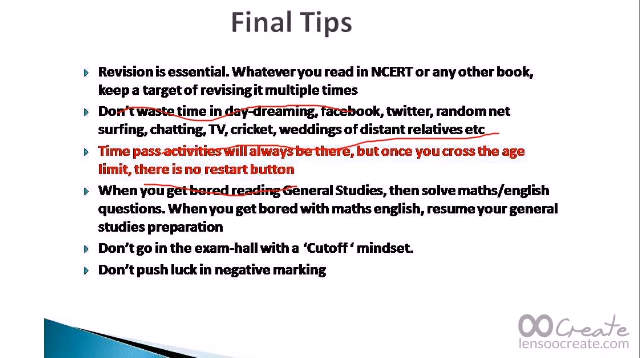 Final Tips
Revision is essential. Whatever you read in NCERT or any other book,
keep a target of revising it multiple times
Don't waste time in day-dreaming, facebook, twitter, random net
surfing, chatting, TV, cricket, weddings of distant relatives etc
Time pass activities will always be there, but once you cross the age
limit, there is no restart button
When you get bored reading General Studies, then solve maths/english
questions. When you get bored with maths english, resume your general
studies preparation
Don't go in the exam-hall with a 'Cutoff' mindset.
Don't push luck in negative marking
Create
lensoocreate.com